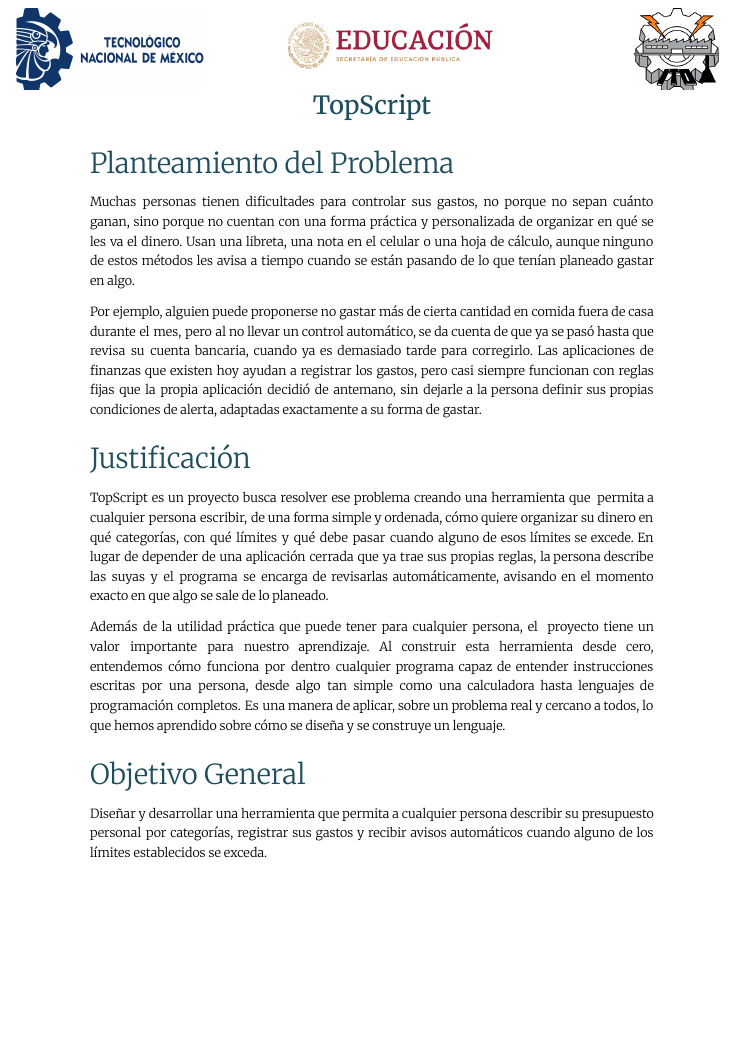 TECNOLÓGICO
NACIONAL DE MÉXICO
EDUCACIÓN
SECRETARÍA DE EDUCACIÓN PÚBLICA
ITO
TopScript
Planteamiento del Problema
Muchas personas tienen dificultades para controlar sus gastos, no porque no sepan cuánto
ganan, sino porque no cuentan con una forma práctica y personalizada de organizar en qué se
les va el dinero. Usan una libreta, una nota en el celular o una hoja de cálculo, aunque ninguno
de estos métodos les avisa a tiempo cuando se están pasando de lo que tenían planeado gastar
en algo.
Por ejemplo, alguien puede proponerse no gastar más de cierta cantidad en comida fuera de casa
durante el mes, pero al no llevar un control automático, se da cuenta de que ya se pasó hasta que
revisa su cuenta bancaria, cuando ya es demasiado tarde para corregirlo. Las aplicaciones de
finanzas que existen hoy ayudan a registrar los gastos, pero casi siempre funcionan con reglas
fijas que la propia aplicación decidió de antemano, sin dejarle a la persona definir sus propias
condiciones de alerta, adaptadas exactamente a su forma de gastar.
Justificación
TopScript es un proyecto busca resolver ese problema creando una herramienta que permita a
cualquier persona escribir, de una forma simple y ordenada, cómo quiere organizar su dinero en
qué categorías, con qué límites y qué debe pasar cuando alguno de esos límites se excede. En
lugar de depender de una aplicación cerrada que ya trae sus propias reglas, la persona describe
las suyas y el programa se encarga de revisarlas automáticamente, avisando en el momento
exacto en que algo se sale de lo planeado.
Además de la utilidad práctica que puede tener para cualquier persona, el proyecto tiene un
valor importante para nuestro aprendizaje. Al construir esta herramienta desde cero,
entendemos cómo funciona por dentro cualquier programa capaz de entender instrucciones
escritas por una persona, desde algo tan simple como una calculadora hasta lenguajes de
programación completos. Es una manera de aplicar, sobre un problema real y cercano a todos, lo
que hemos aprendido sobre cómo se diseña y se construye un lenguaje.
Objetivo General
Diseñar y desarrollar una herramienta que permita a cualquier persona describir su presupuesto
personal por categorías, registrar sus gastos y recibir avisos automáticos cuando alguno de los
límites establecidos se exceda.